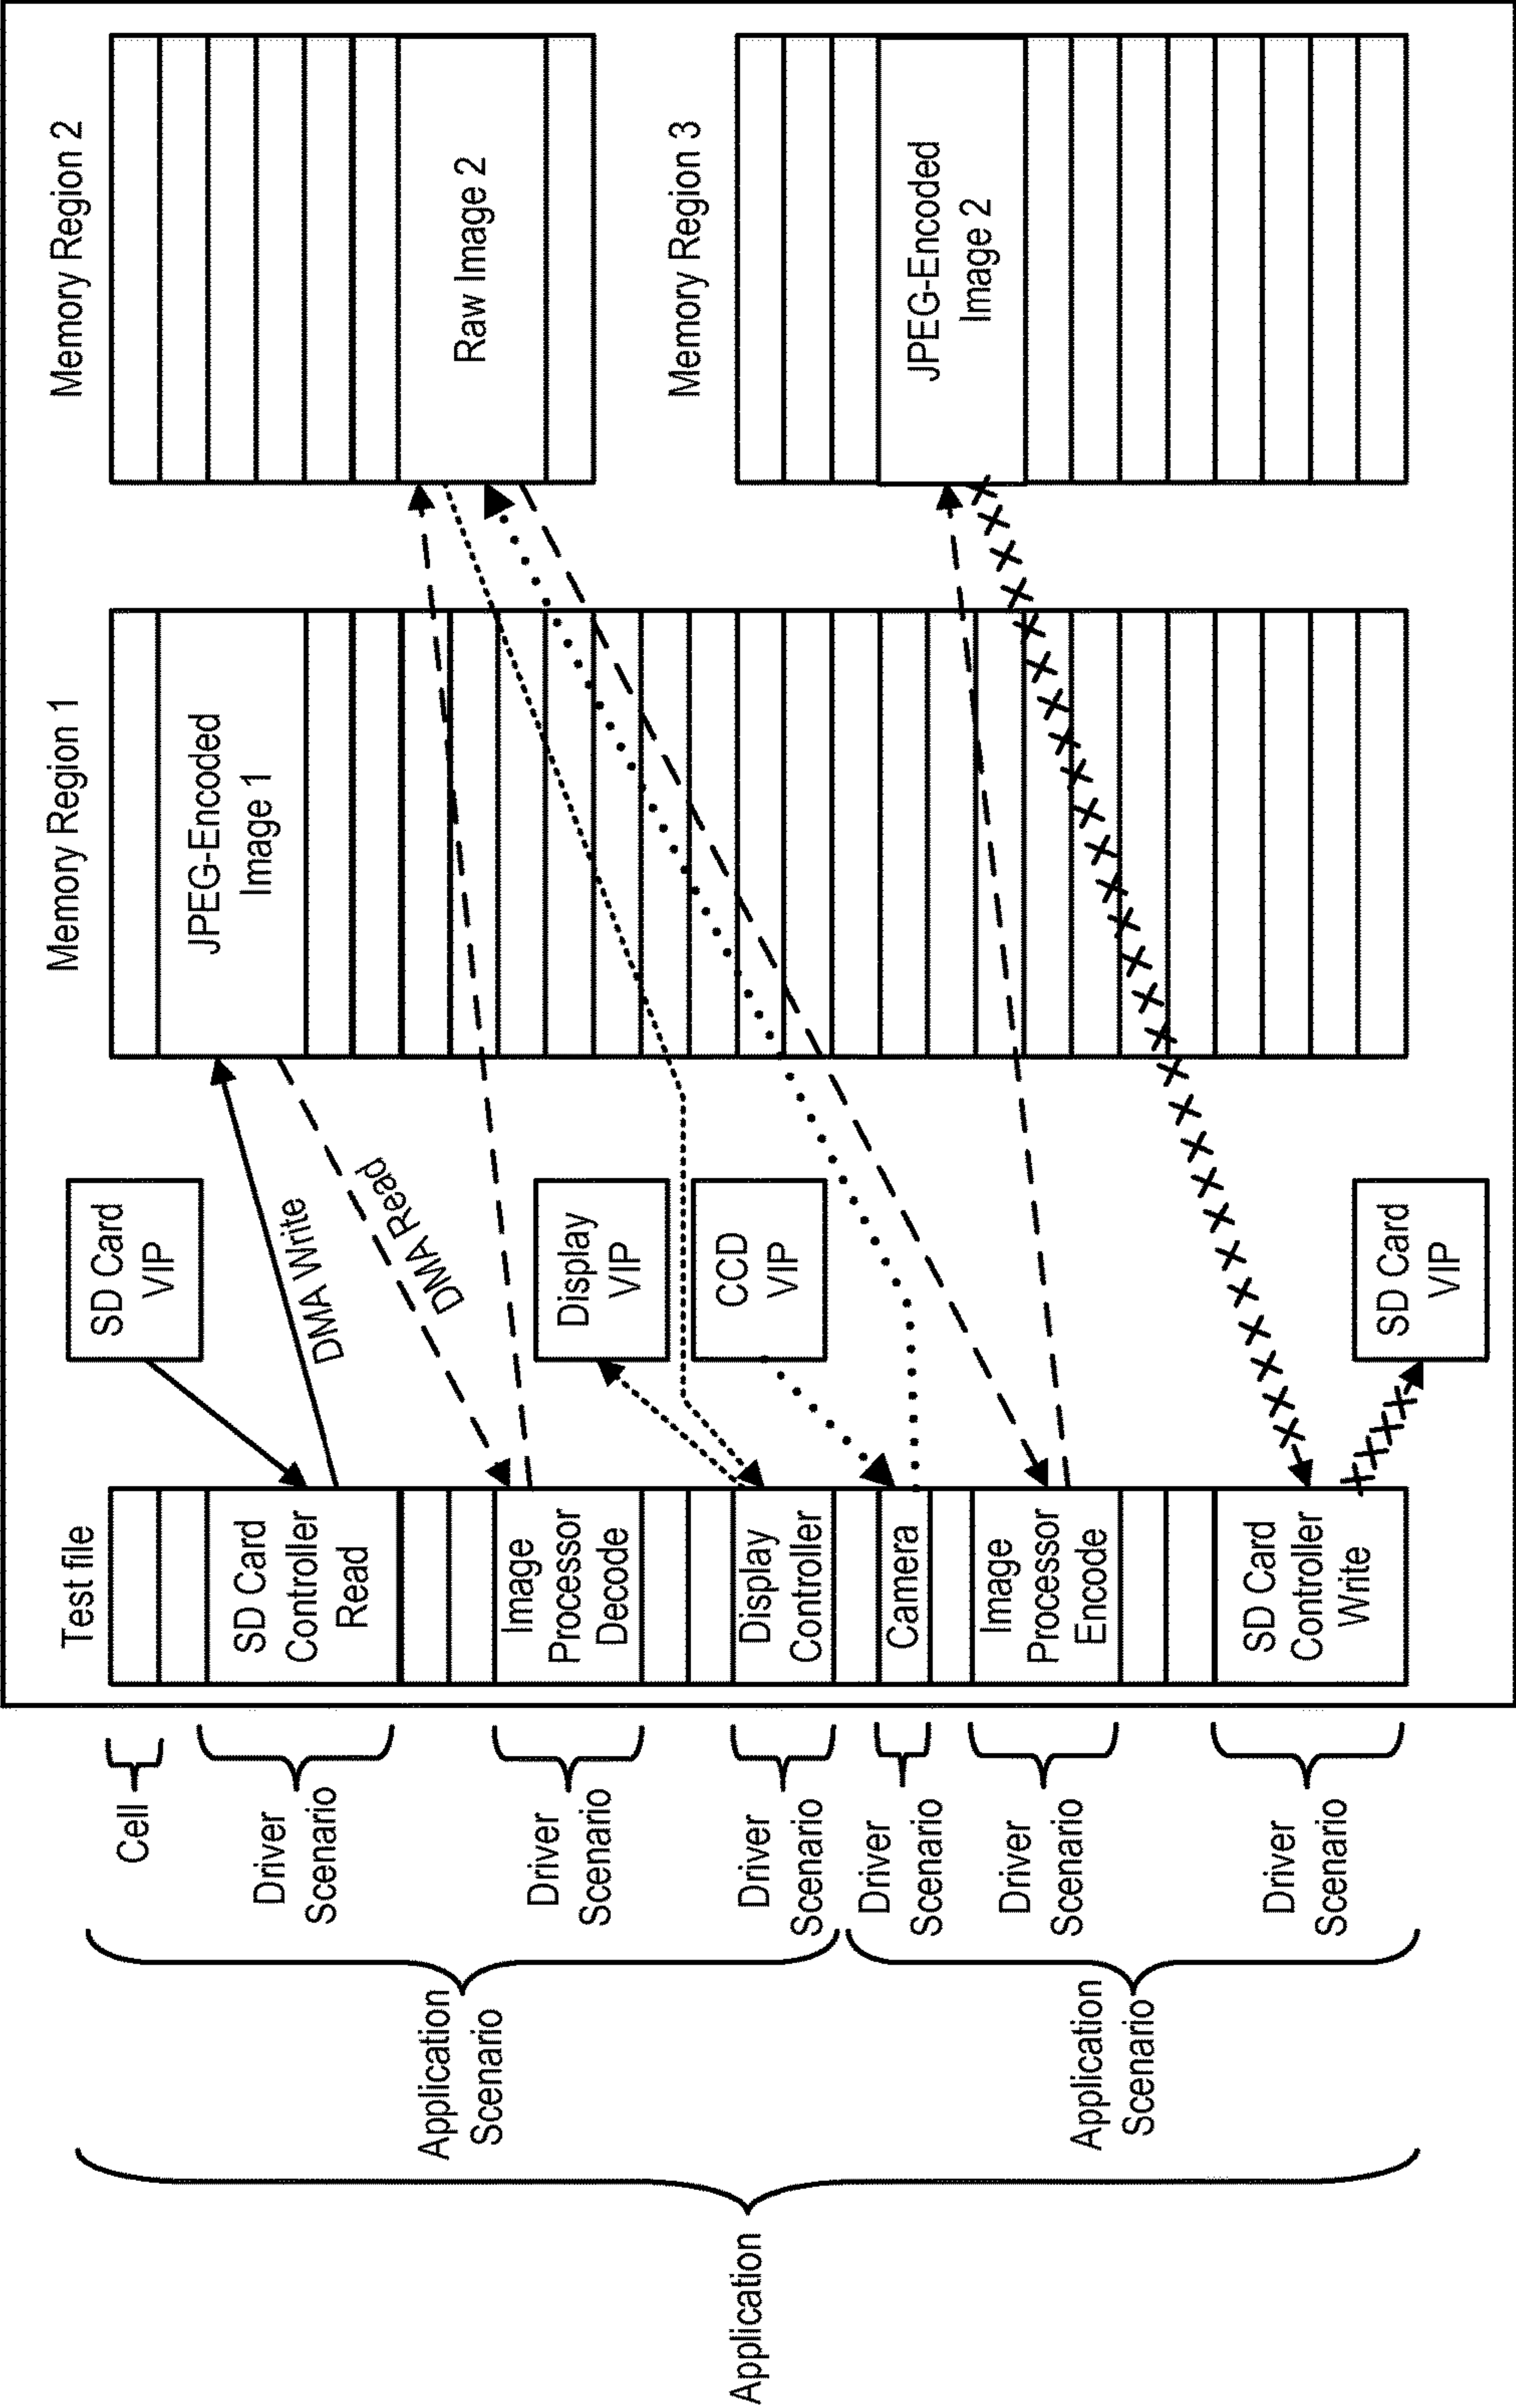 Application
Application
Scenario
Application
Scenario
Cell
Driver
Scenario
Driver
Scenario
Driver
Scenario
Driver
Scenario
Driver
Scenario
Driver
Scenario
Test file
SD Card
Controller
Read
Image
Processor
Decode
Display
Controller
Camera
Image
Processor
Encode
SD Card
Controller
Write
SD Card
VIP
DMA Write
DMA Read
Display
VIP
CCD
VIP
SD Card
VIP
Memory Region 1
JPEG-Encoded
Image 1
Memory Region 2
Raw Image 2
Memory Region 3
JPEG-Encoded
Image 2